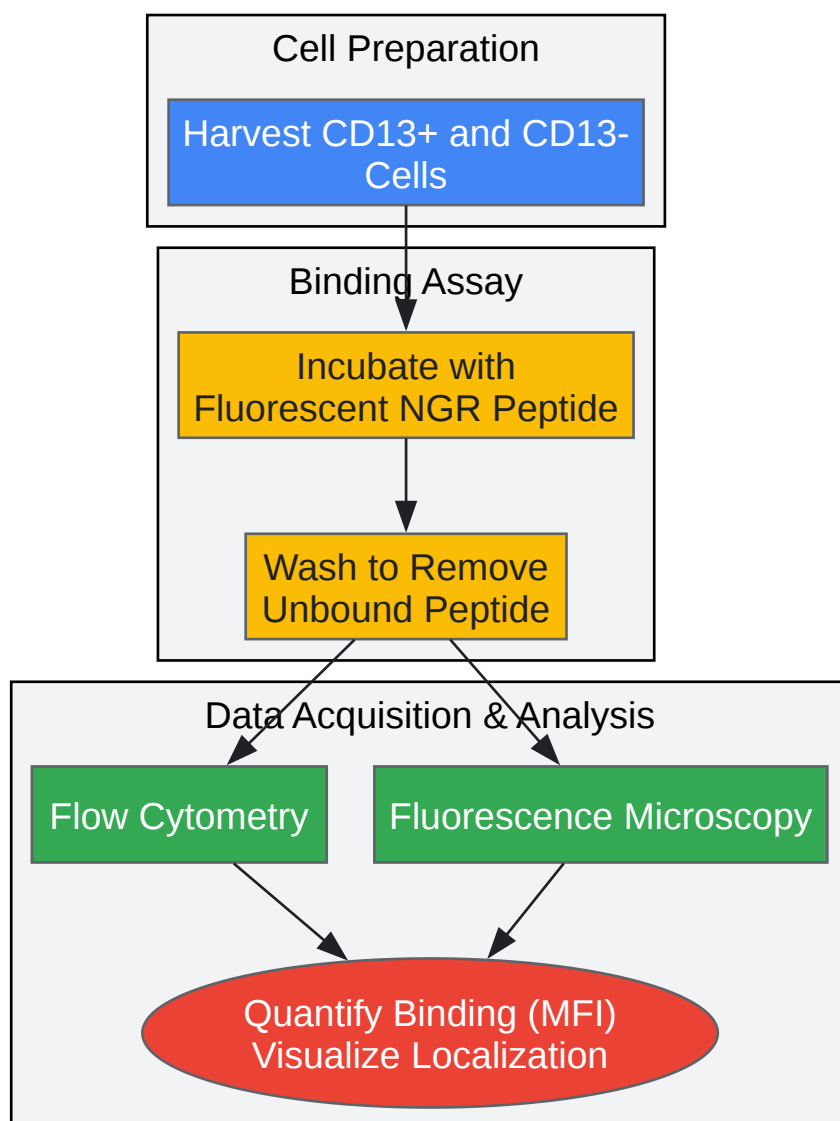 Cell Preparation
Harvest CD13+ and CD13-
Cells
Binding Assay
Incubate with
Fluorescent NGR Peptide
Wash to Remove
Unbound Peptide
Data Acquisition & Analysis
Flow Cytometry
Fluorescence Microscopy
Quantify Binding (MFI)
Visualize Localization